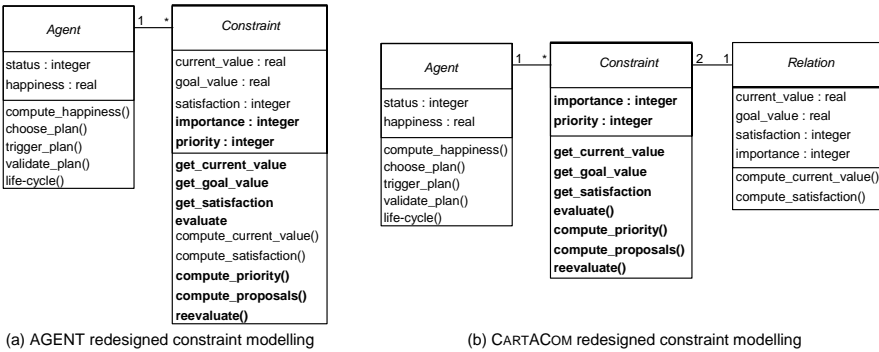 Agent
status : integer
happiness : real
compute_happiness()
choose_plan()
trigger_plan()
validate_plan()
life-cycle()
1
*
Constraint
current_value : real
goal_value : real
satisfaction : integer
importance : integer
priority : integer
get_current_value
get_goal_value
get_satisfaction
evaluate
compute_current_value()
compute_satisfaction()
compute_priority()
compute_proposals()
reevaluate()
(a) AGENT redesigned constraint modelling
Agent
status : integer
happiness : real
compute_happiness()
choose_plan()
trigger_plan()
validate_plan()
life-cycle()
1
*
Constraint
importance : integer
priority : integer
get_current_value
get_goal_value
get_satisfaction
evaluate()
compute_priority()
compute_proposals()
reevaluate()
2
1
Relation
current_value : real
goal_value : real
satisfaction : integer
importance : integer
compute_current_value()
compute_satisfaction()
(b) CARTACOM redesigned constraint modelling